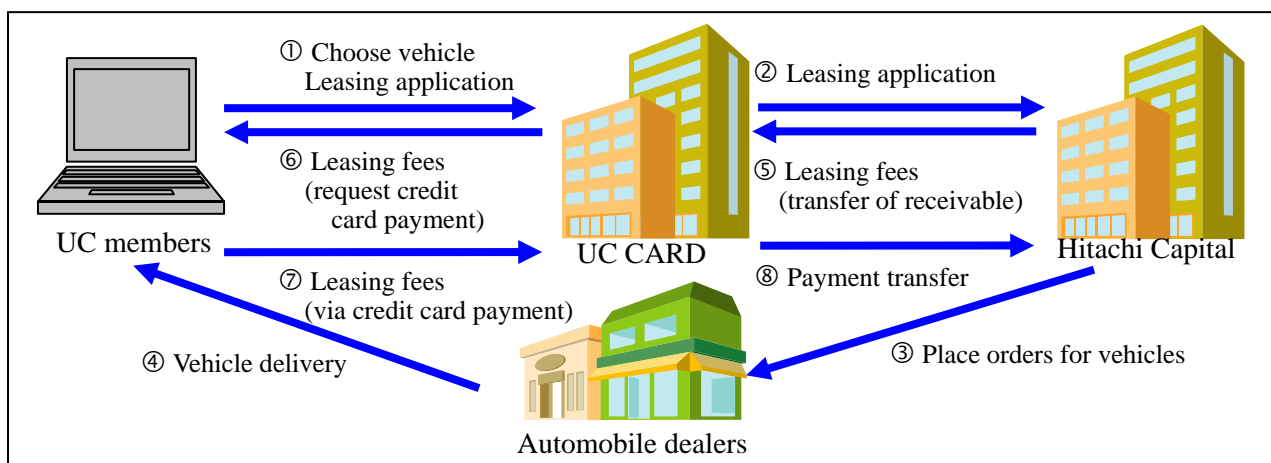 ① Choose vehicle
Leasing application
② Leasing application
⑥ Leasing fees
(request credit
card payment)
⑤ Leasing fees
(transfer of receivable)
UC members
UC CARD
Hitachi Capital
⑦ Leasing fees
(via credit card payment)
⑧ Payment transfer
④ Vehicle delivery
③ Place orders for vehicles
Automobile dealers